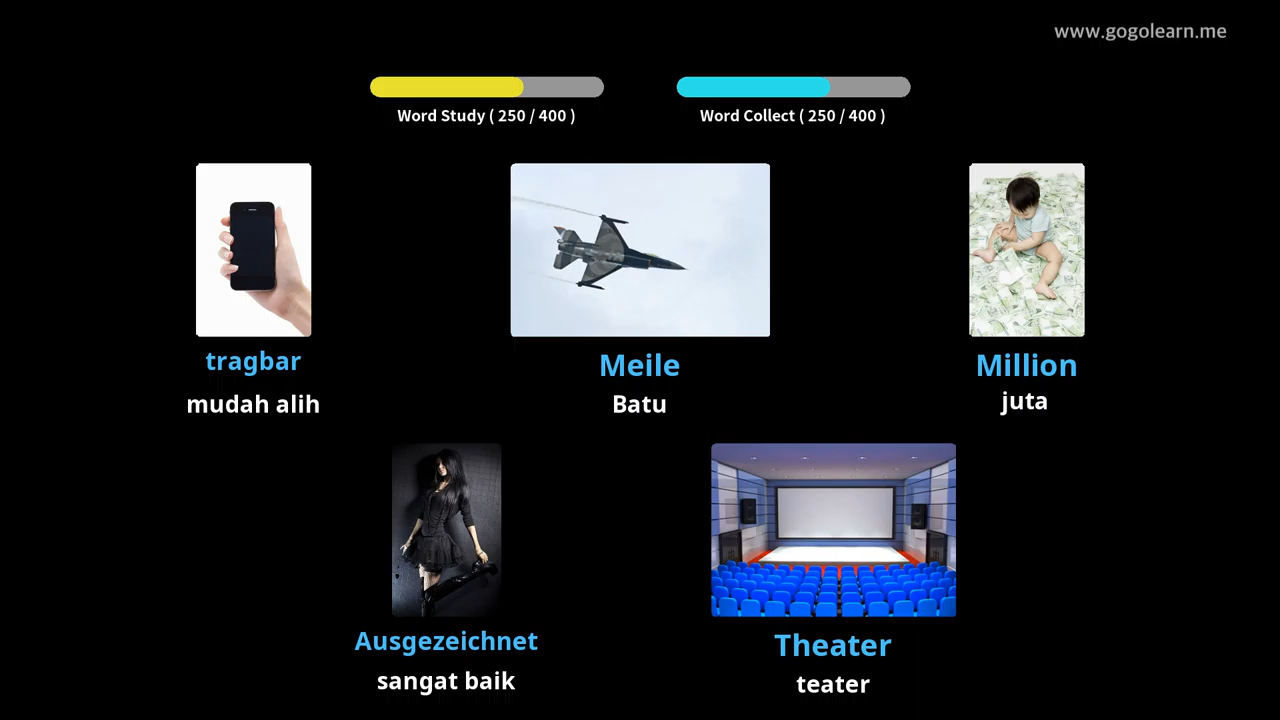 www.gogolearn.me
Word Study ( 250 / 400 )
Word Collect ( 250 / 400 )
tragbar
mudah alih
Meile
Batu
Million
juta
Ausgezeichnet
sangat baik
Theater
teater